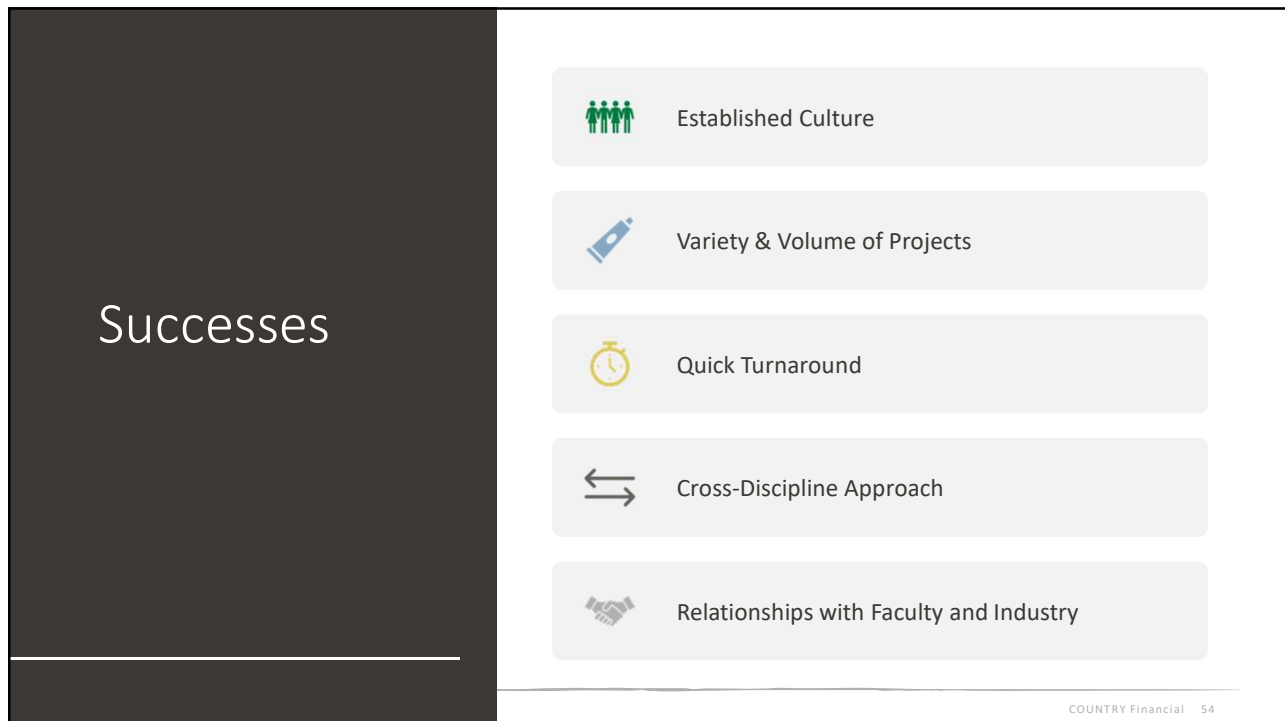 Successes
Established Culture
Variety & Volume of Projects
Quick Turnaround
Cross-Discipline Approach
Relationships with Faculty and Industry
COUNTRY Financial 54